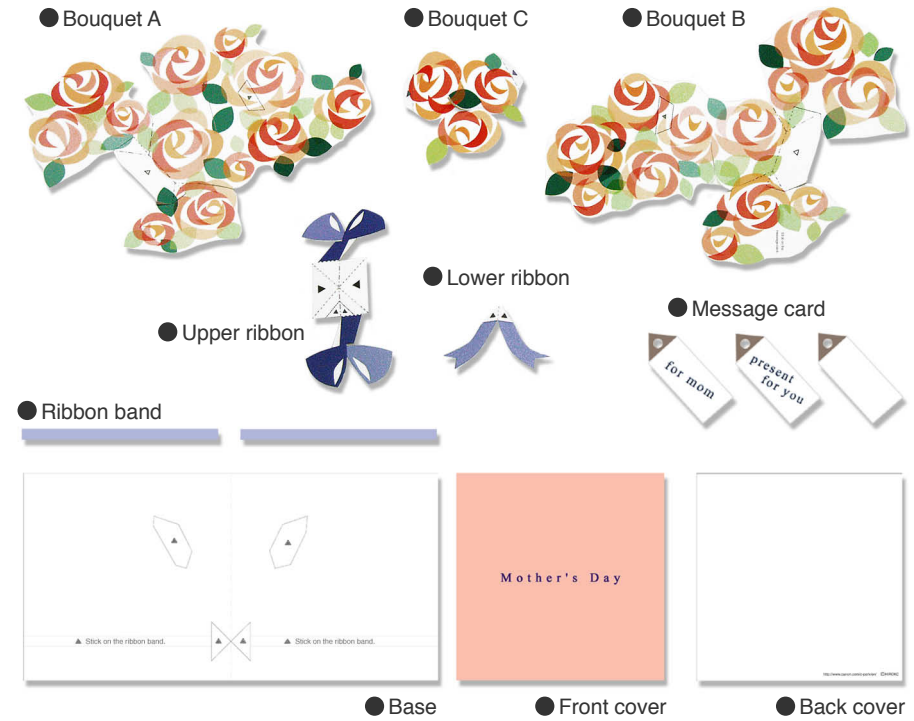 ● Bouquet A
● Bouquet C
● Bouquet B
● Lower ribbon
● Message card
● Upper ribbon
for mom
present
for you
● Ribbon band
Mother's Day
▲ Stick on the ribbon band.
▲ Stick on the ribbon band.
● Base
● Front cover
● Back cover